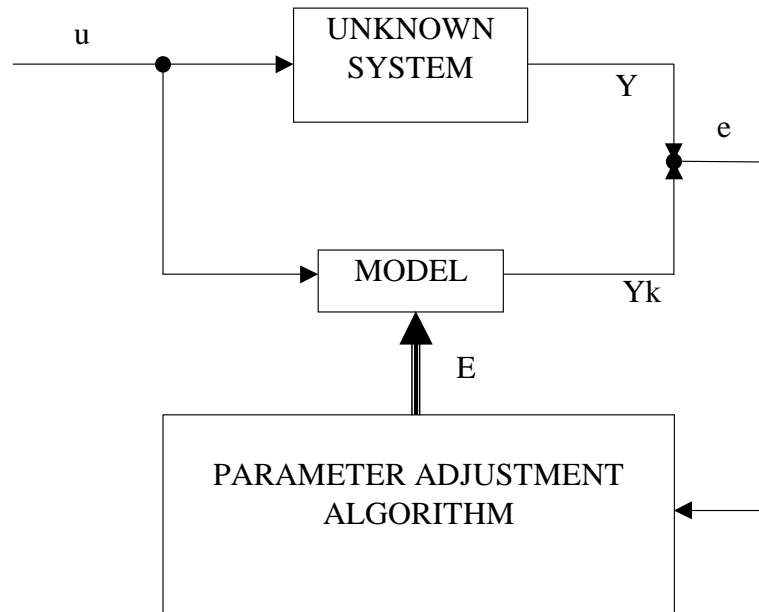 u
UNKNOWN
SYSTEM
Y
e
MODEL
Yk
E
PARAMETER ADJUSTMENT
ALGORITHM